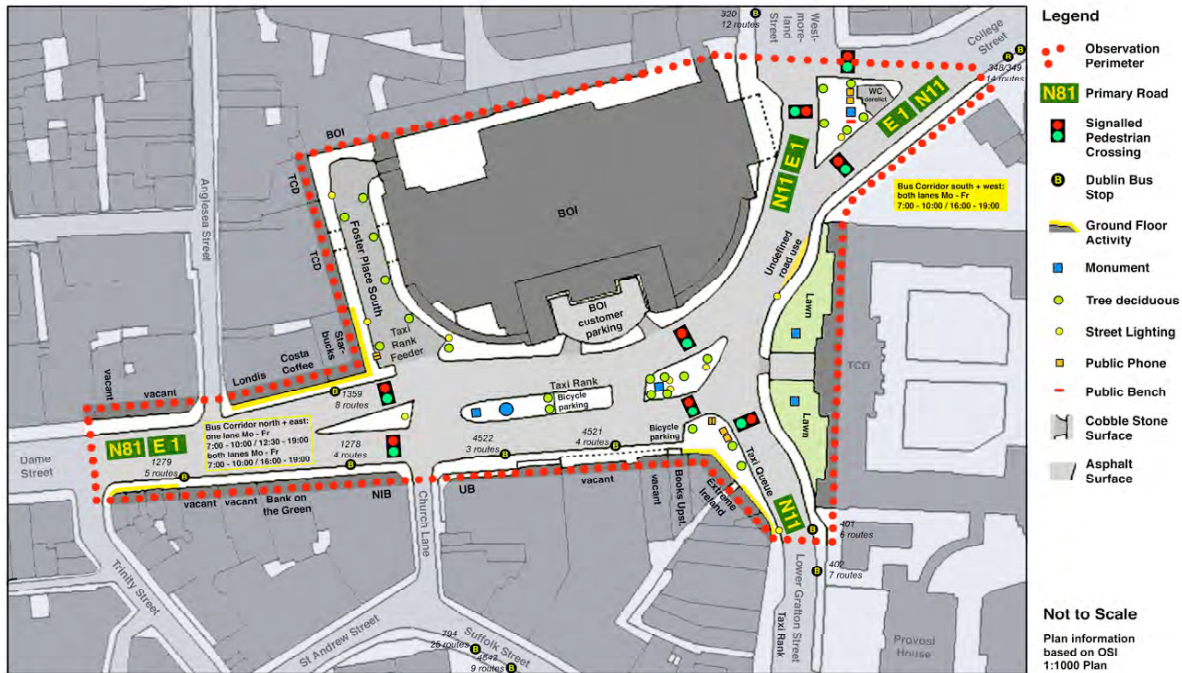 320
12 routes
West-
more-
land
Street
College
Street
348/349
14 routes
WC
derelict
E 1 N11
N11 E 1
BOI
TCD
TCD
Anglesea Street
Foster Place South
BOI
Bus Corridor south + west:
both lanes Mo - Fr
7:00 - 10:00 / 16:00 - 19:00
Undefined
road use
Lawn
BOI
customer
parking
TCD
Star-
bucks
Taxi
Rank
Feeder
Costa
Coffee
Londis
vacant
vacant
1359
8 routes
Taxi Rank
Bicycle
parking
Lawn
N81 E 1
Bus Corridor north + east:
one lane Mo - Fr
7:00 - 10:00 / 12:30 - 19:00
both lanes Mo - Fr
7:00 - 10:00 / 16:00 - 19:00
Dame
Street
1279
5 routes
1278
4 routes
4522
3 routes
4521
4 routes
Bicycle
parking
Taxi Queue
vacant
vacant
Bank on
the Green
NIB
UB
vacant
vacant
Books Upst.
Extreme
Ireland
N11
401
6 routes
402
7 routes
Church Lane
Trinity Street
St Andrew Street
Suffolk Street
794
25 routes
4642
9 routes
Taxi Rank
Lower Grafton Street
Provost
House
Legend
Observation
Perimeter
N81
Primary Road
Signalled
Pedestrian
Crossing
B
Dublin Bus
Stop
Ground Floor
Activity
Monument
Tree deciduous
Street Lighting
Public Phone
Public Bench
Cobble Stone
Surface
Asphalt
Surface
Not to Scale
Plan information
based on OSI
1:1000 Plan